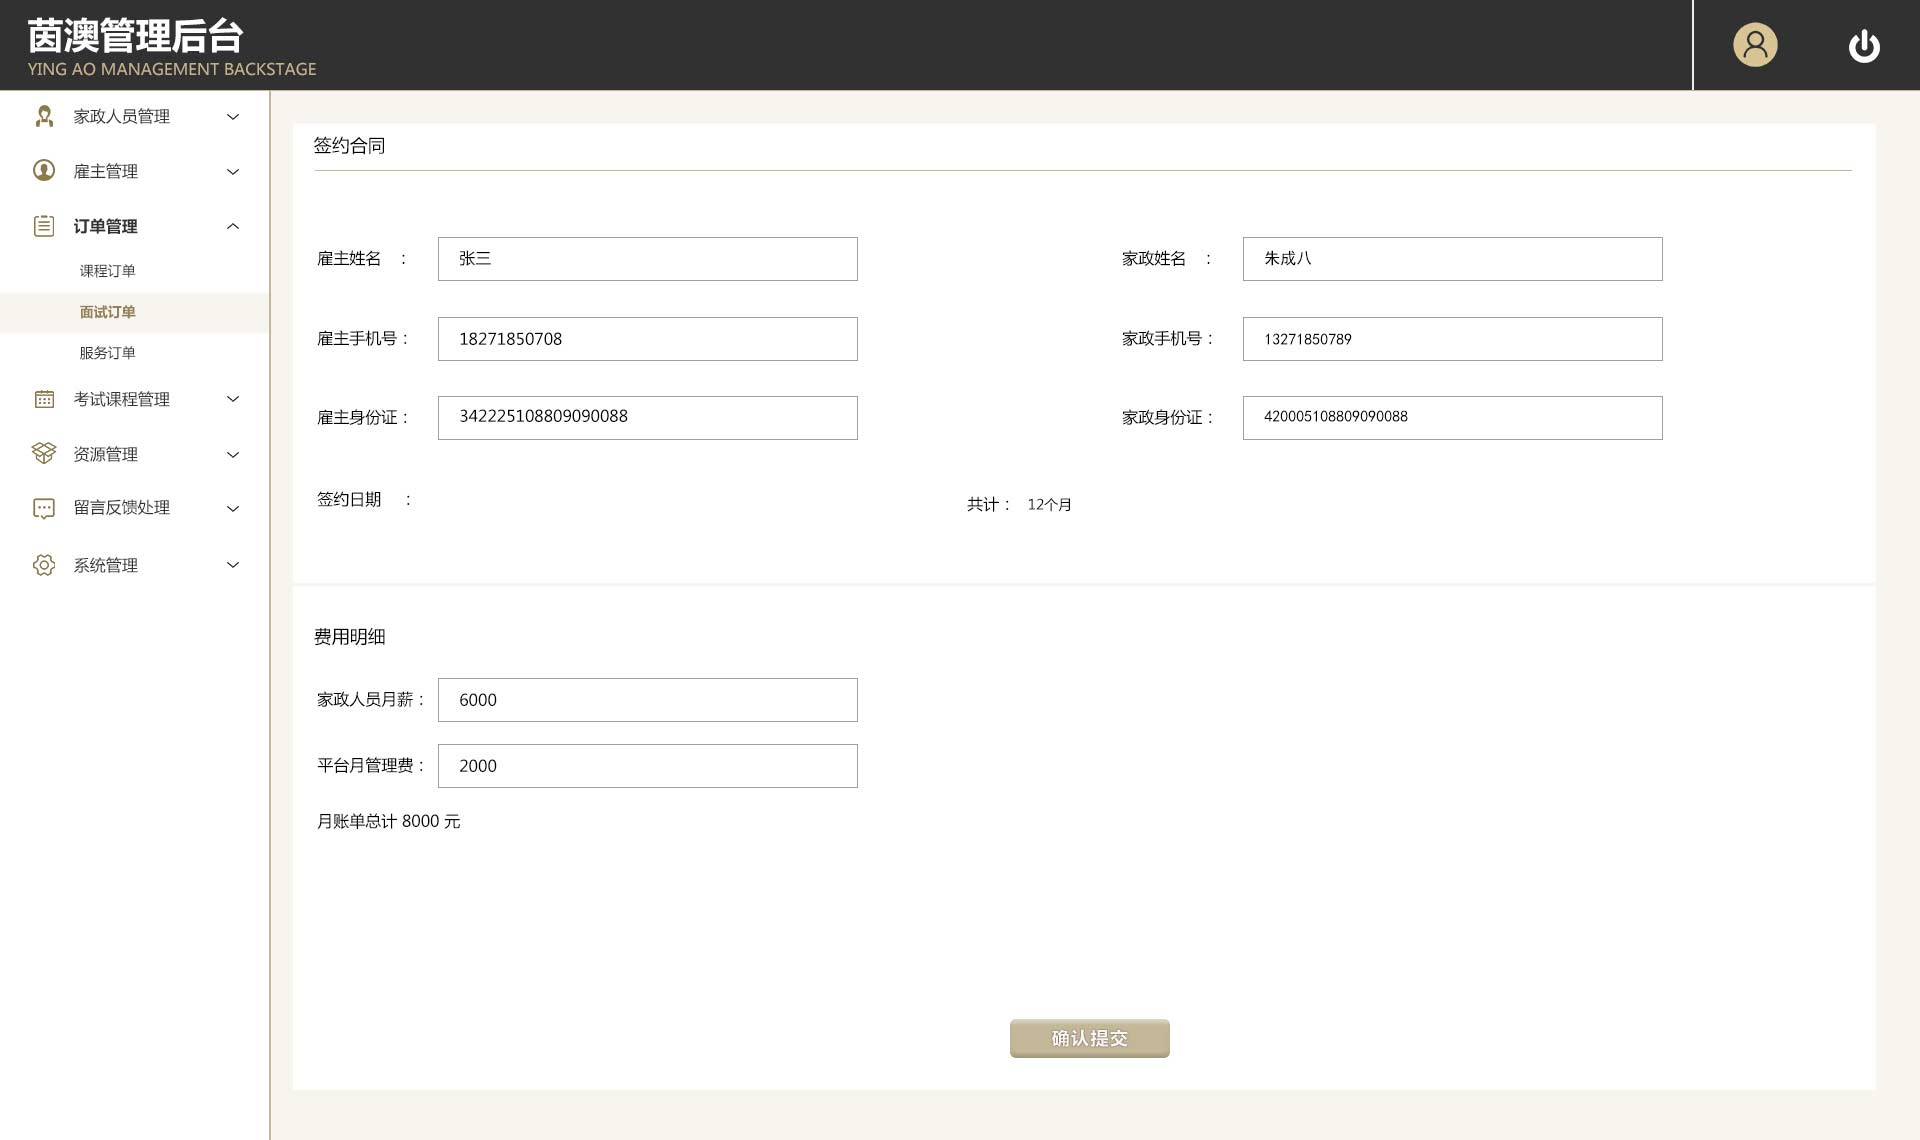 茵澳管理后台
YING AO MANAGEMENT BACKSTAGE
家政人员管理
雇主管理
订单管理
课程订单
面试订单
服务订单
考试课程管理
资源管理
留言反馈处理
系统管理
签约合同
雇主姓名 : 张三
家政姓名 : 朱成八
雇主手机号 : 18271850708
家政手机号 : 13271850789
雇主身份证 : 342225108809090088
家政身份证 : 420005108809090088
签约日期 :
共计 : 12个月
费用明细
家政人员月薪 : 6000
平台月管理费 : 2000
月账单总计 8000 元
确认提交